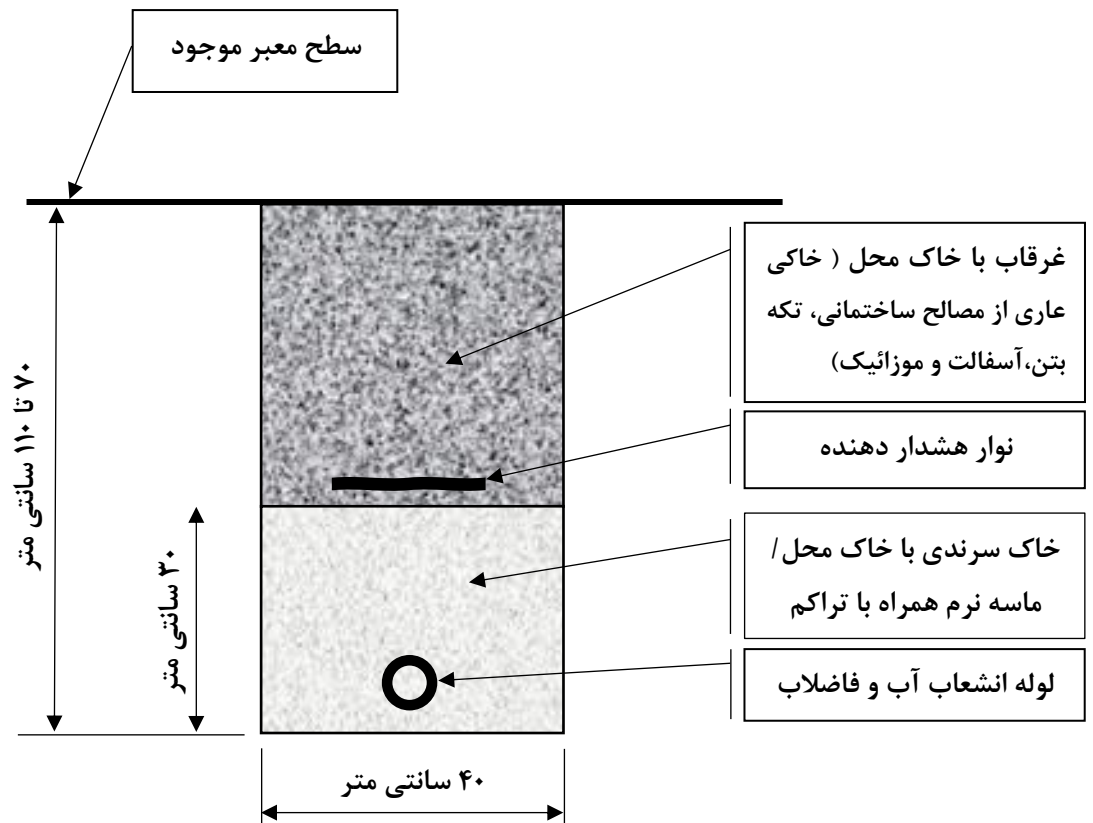 سطح معبر موجود
غرقاب با خاک محل ( خاکی
عاری از مصالح ساختمانی، تکه
بتن،آسفالت و موزائیک)
نوار هشدار دهنده
خاک سرندی با خاک محل/
ماسه نرم همراه با تراکم
لوله انشعاب آب و فاضلاب
۷۰ تا ۱۱۰ سانتی متر
۳۰ سانتی متر
۴۰ سانتی متر